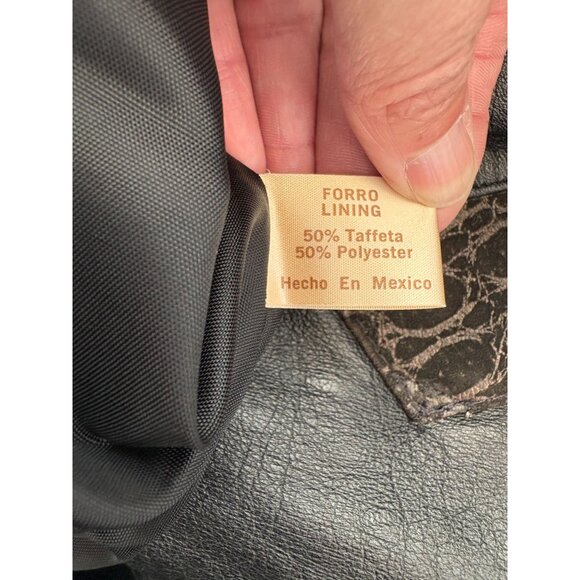 FORRO
LINING
50% Taffeta
50% Polyester
Hecho En Mexico